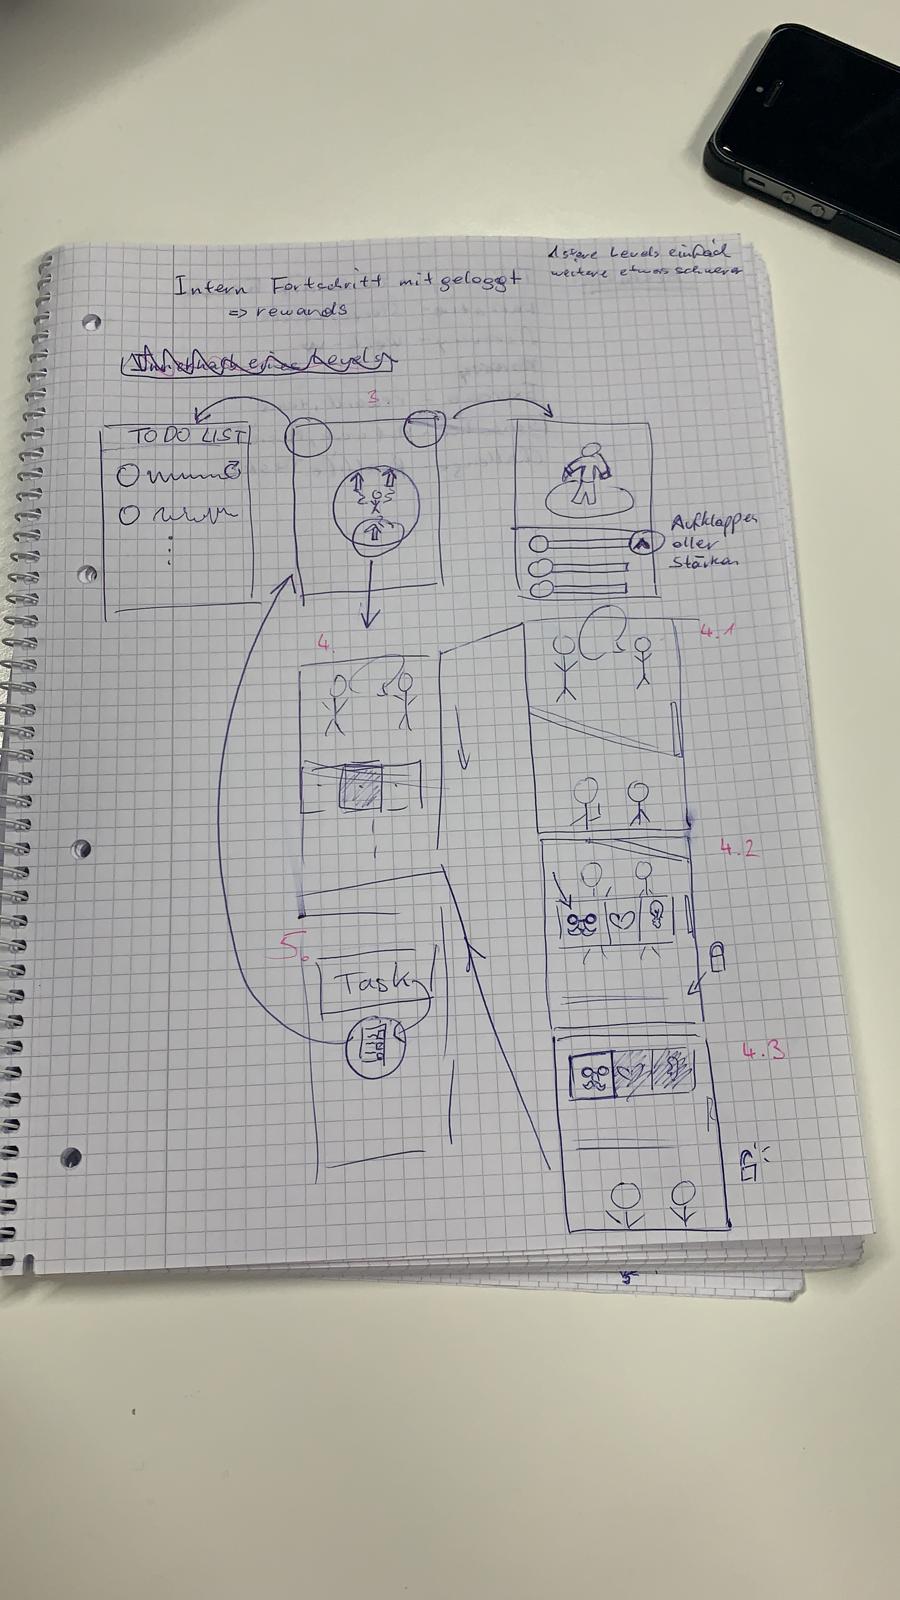 1stere Levels einfach
weitere etwas schwerer
Intern Fortschritt mitgeloggt
=> rewards
3.
TO DO LIST
Aufklappen
aller
Stärken
4.
4.1
4.2
5.
Task
4.3